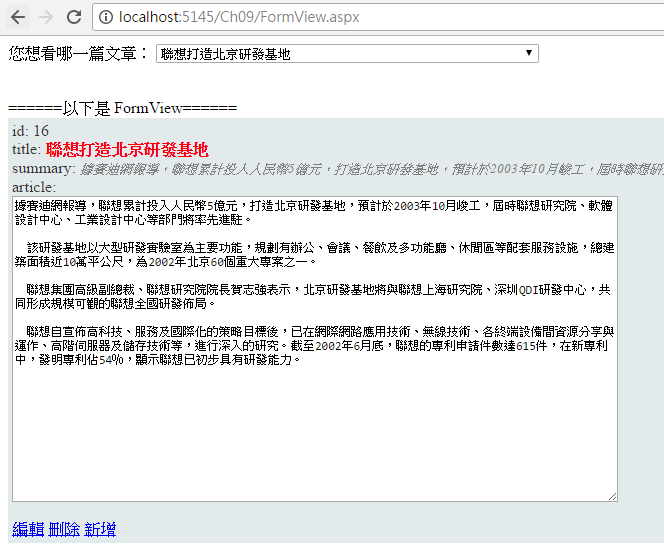 localhost:5145/Ch09/FormView.aspx
您想看哪一篇文章： 聯想打造北京研發基地
======以下是 FormView======
id: 16
title: 聯想打造北京研發基地
summary: 據賽迪網報導，聯想累計投入人民幣5億元，打造北京研發基地，預計於2003年10月峻工，屆時聯想研
article:
據賽迪網報導，聯想累計投入人民幣5億元，打造北京研發基地，預計於2003年10月峻工，屆時聯想研究院、軟體
設計中心、工業設計中心等部門將率先進駐。
該研發基地以大型研發實驗室為主要功能，規劃有辦公、會議、餐飲及多功能廳、休閒區等配套服務設施，總建
築面積近10萬平公尺，為2002年北京60個重大專案之一。
聯想集團高級副總裁、聯想研究院院長賀志強表示，北京研發基地將與聯想上海研究院、深圳QDI研發中心，共
同形成規模可觀的聯想全國研發佈局。
聯想自宣佈高科技、服務及國際化的策略目標後，已在網際網路應用技術、無線技術、各終端設備間資源分享與
運作、高階伺服器及儲存技術等，進行深入的研究。截至2002年6月底，聯想的專利申請件數達615件，在新專利
中，發明專利佔54%，顯示聯想已初步具有研發能力。
編輯 刪除 新增